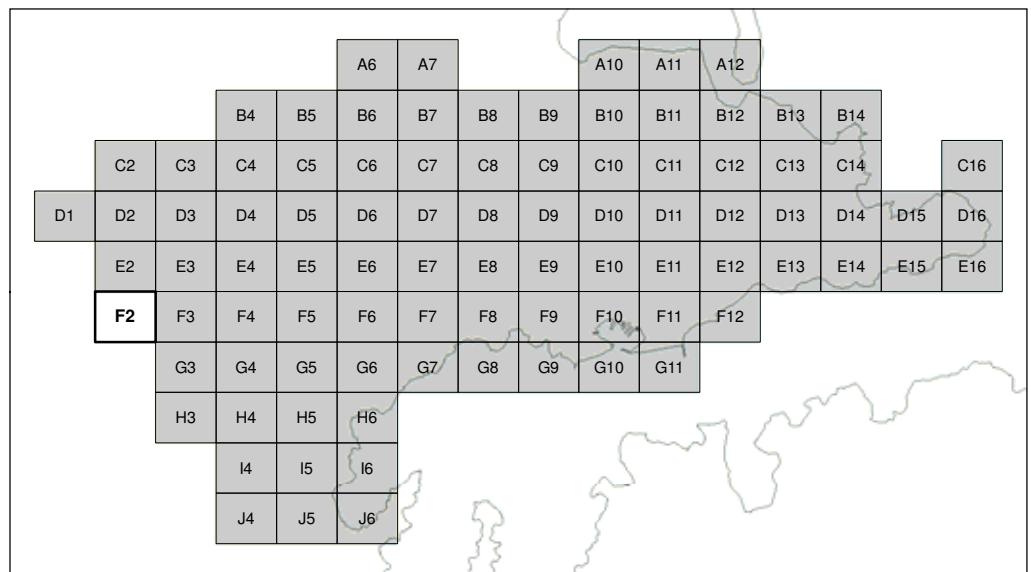 A6 A7 A10 A11 A12
B4 B5 B6 B7 B8 B9 B10 B11 B12 B13 B14
C2 C3 C4 C5 C6 C7 C8 C9 C10 C11 C12 C13 C14 C16
D1 D2 D3 D4 D5 D6 D7 D8 D9 D10 D11 D12 D13 D14 D15 D16
E2 E3 E4 E5 E6 E7 E8 E9 E10 E11 E12 E13 E14 E15 E16
F2 F3 F4 F5 F6 F7 F8 F9 F10 F11 F12
G3 G4 G5 G6 G7 G8 G9 G10 G11
H3 H4 H5 H6
I4 I5 I6
J4 J5 J6